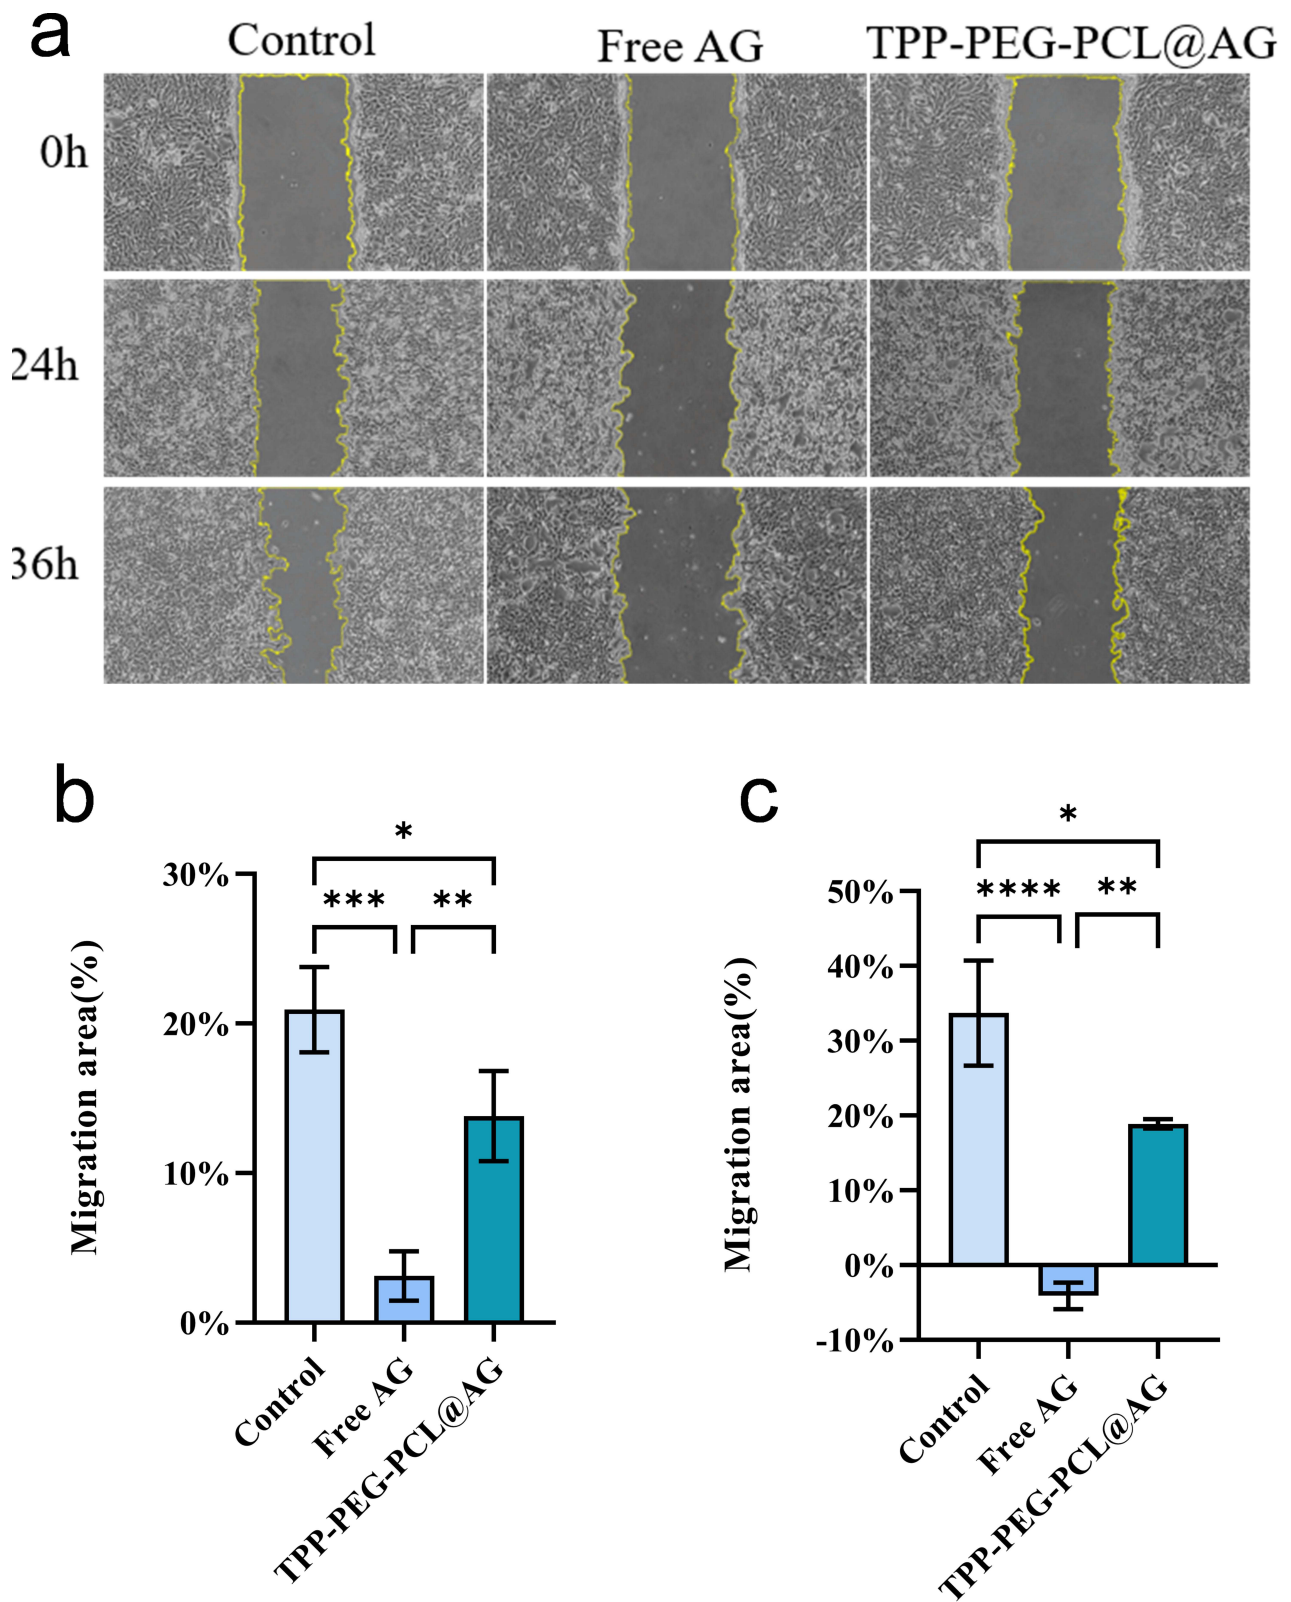 a
Control
Free AG
TPP-PEG-PCL@AG
0h
24h
36h
b
*
***
**
30%
20%
10%
0%
Migration area(%)
Control
Free AG
TPP-PEG-PCL@AG
c
*
****
**
50%
40%
30%
20%
10%
0%
-10%
Migration area(%)
Control
Free AG
TPP-PEG-PCL@AG